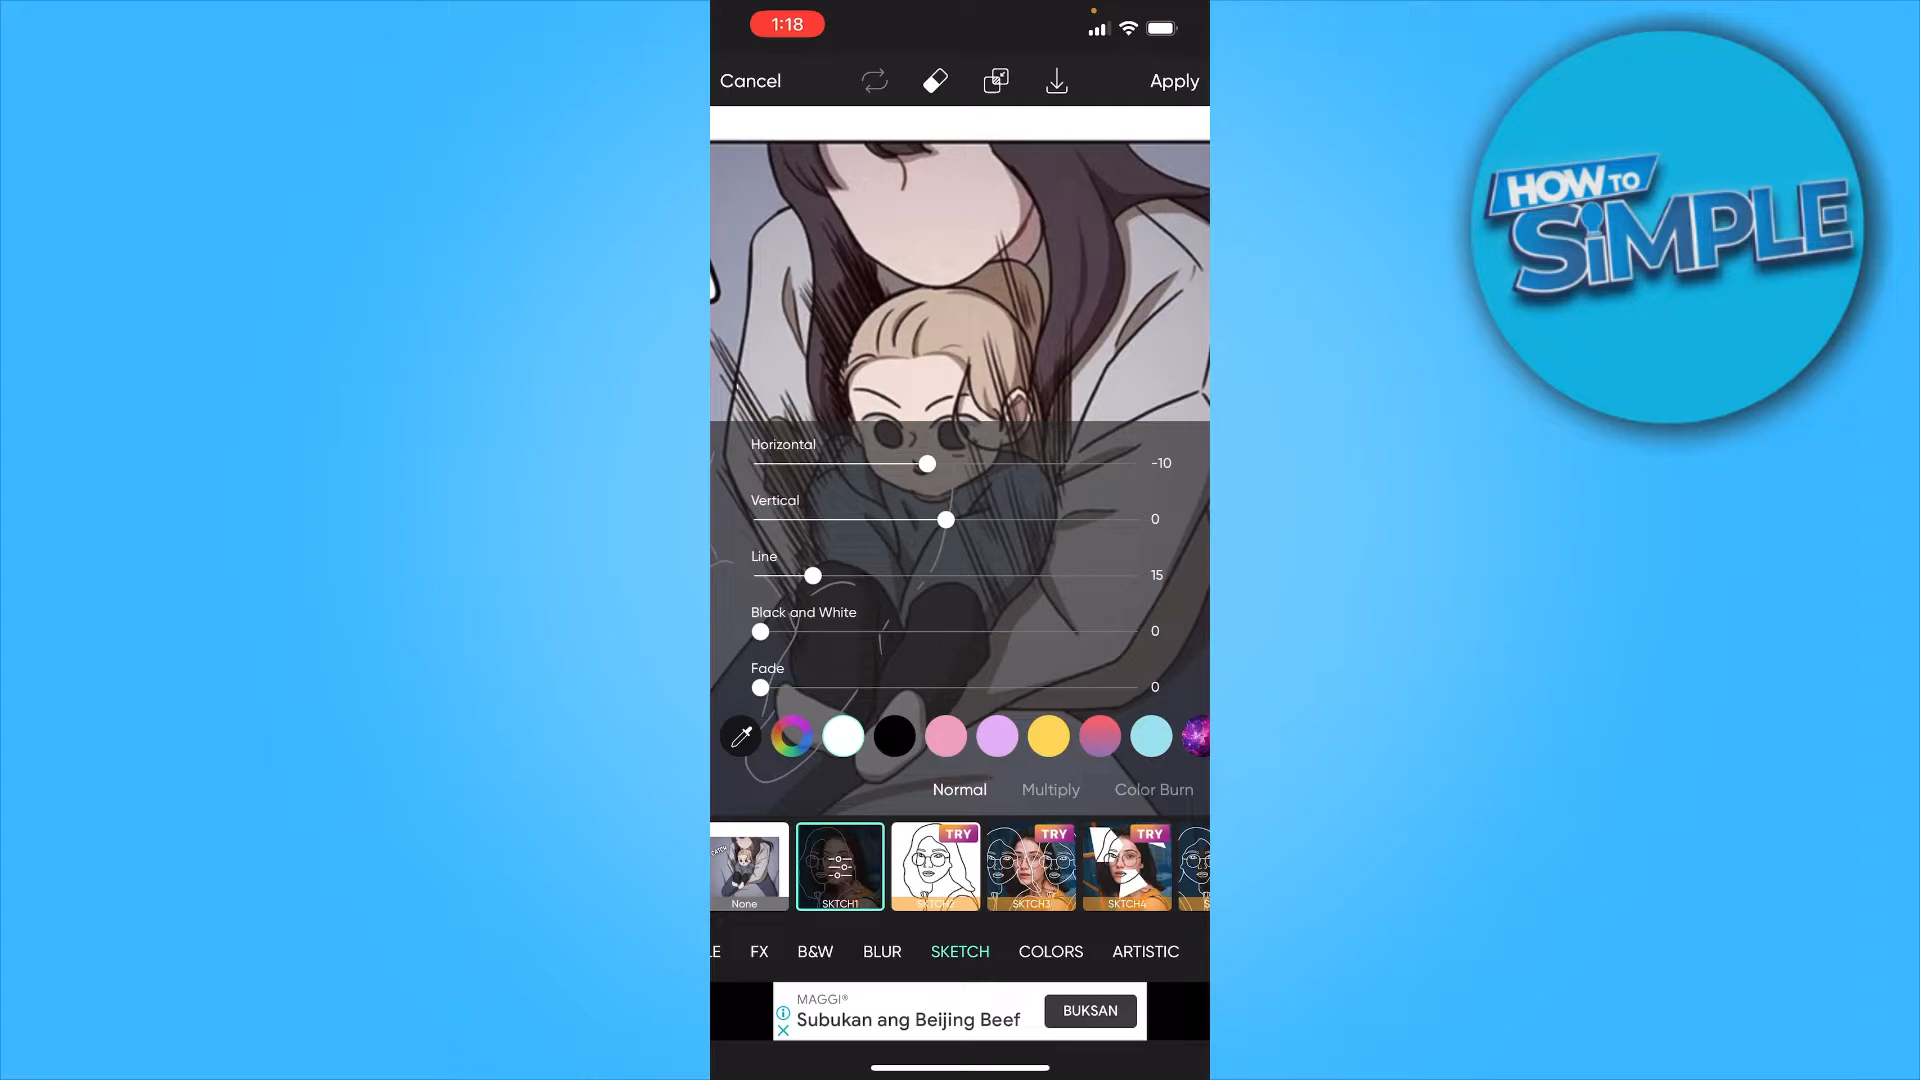 1:18
Cancel
Apply
HOW TO
SIMPLE
Horizontal
-10
Vertical
0
Line
15
Black and White
0
Fade
0
Normal Multiply Color Burn
TRY TRY TRY
None SKTCH1 SKTCH2 SKTCH3 SKTCH4
LE FX B&W BLUR SKETCH COLORS ARTISTIC
MAGGI®
Subukan ang Beijing Beef
BUKSAN